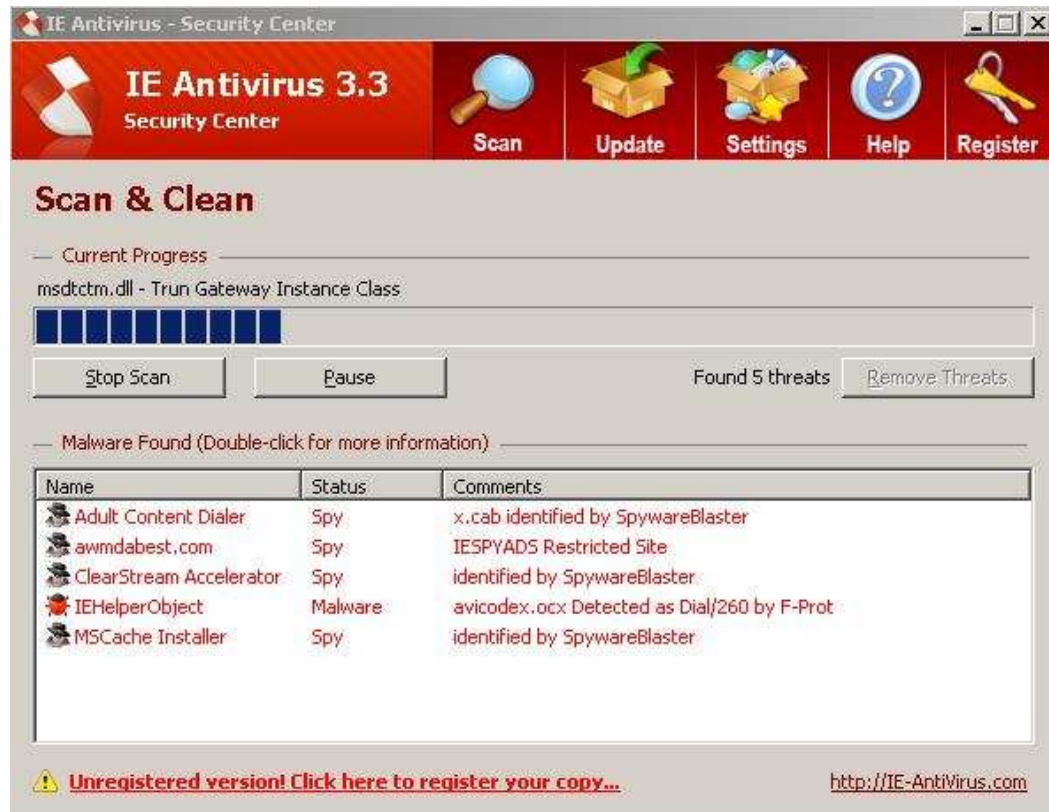 IE Antivirus - Security Center
IE Antivirus 3.3
Security Center
Scan
Update
Settings
Help
Register
Scan & Clean
Current Progress
msdtctm.dll - Trun Gateway Instance Class
Stop Scan
Pause
Found 5 threats
Remove Threats
Malware Found (Double-click for more information)
Name Status Comments
Adult Content Dialer Spy x.cab identified by SpywareBlaster
awmdabest.com Spy IESPYADS Restricted Site
ClearStream Accelerator Spy identified by SpywareBlaster
IEHelperObject Malware avicodex.ocx Detected as Dial/260 by F-Prot
MSCache Installer Spy identified by SpywareBlaster
Unregistered version! Click here to register your copy...
http://IE-AntiVirus.com